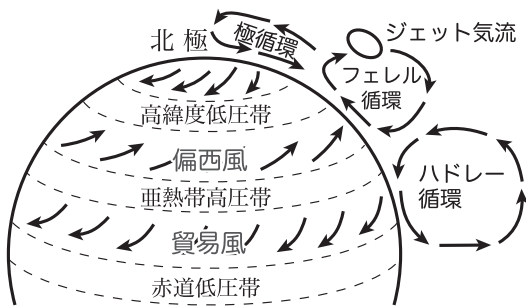 北極
極循環
ジェット気流
フェレル
循環
高緯度低圧帯
偏西風
ハドレー
循環
亜熱帯高圧帯
貿易風
赤道低圧帯